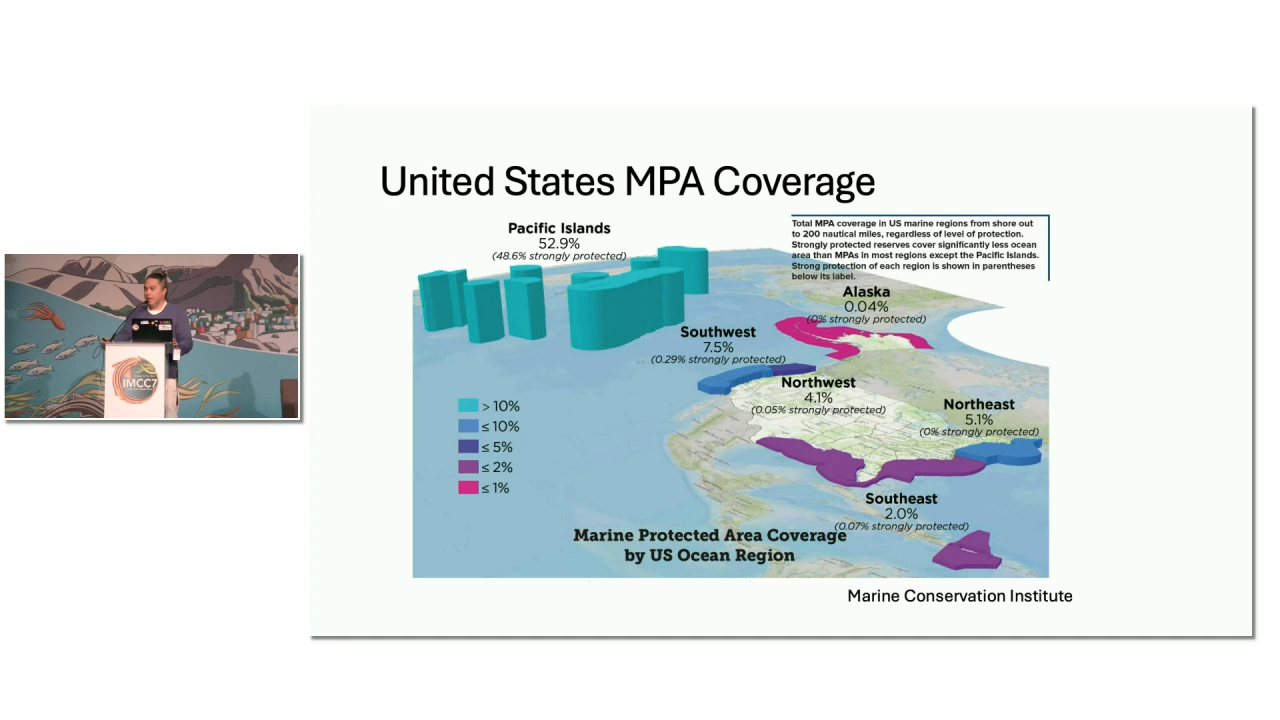 United States MPA Coverage
Total MPA coverage in US marine regions from shore out
to 200 nautical miles, regardless of level of protection.
Strongly protected reserves cover significantly less ocean
area than MPAs in most regions except the Pacific Islands.
Strong protection of each region is shown in parentheses
below its label.
Pacific Islands
52.9%
(48.6% strongly protected)
Alaska
0.04%
(0% strongly protected)
Southwest
7.5%
(0.29% strongly protected)
Northwest
4.1%
(0.05% strongly protected)
Northeast
5.1%
(0% strongly protected)
> 10%
≤ 10%
≤ 5%
≤ 2%
≤ 1%
Southeast
2.0%
(0.07% strongly protected)
Marine Protected Area Coverage
by US Ocean Region
Marine Conservation Institute
IMCC7